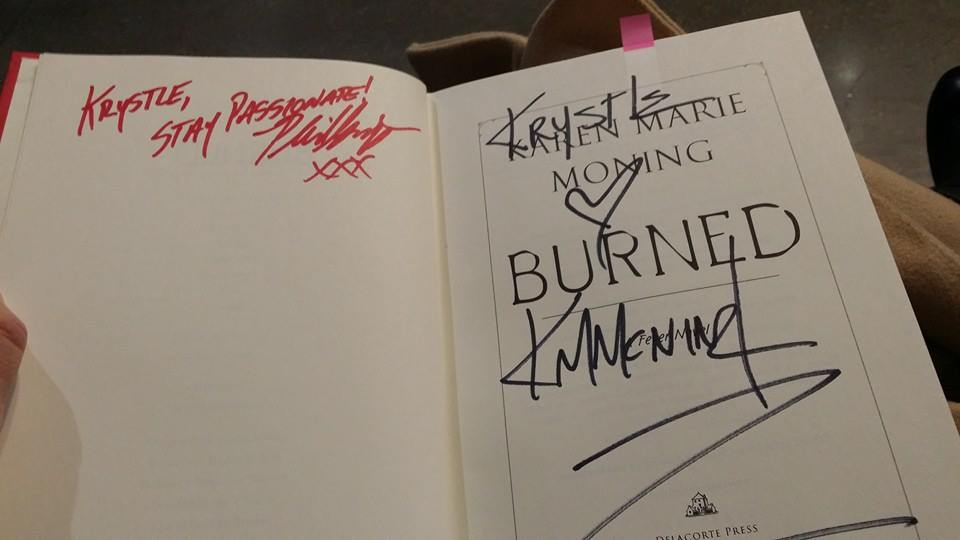 KRYSTLE,
STAY PASSIONATE!
XXX
KRYSTLE
KAREN MARIE
MONING
BURNED
KMMONING
A Fever Novel
DELACORTE PRESS